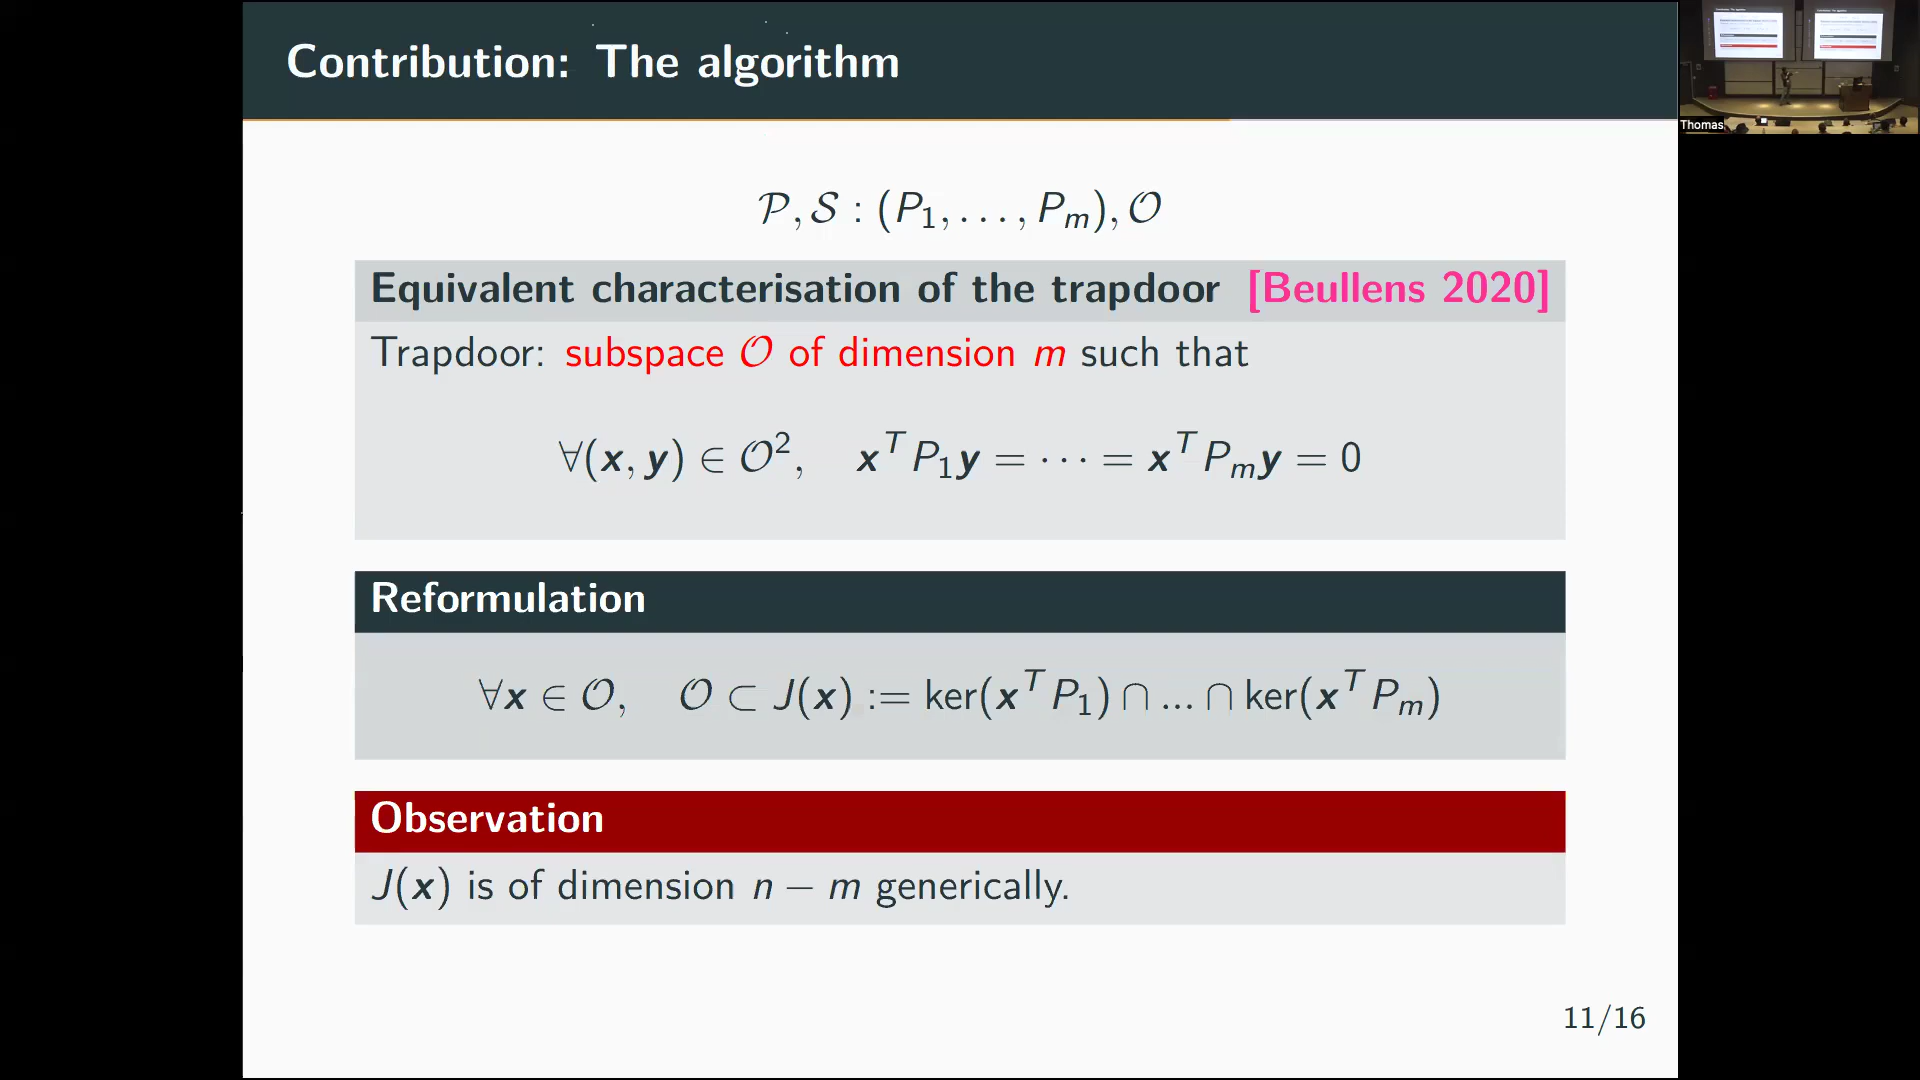 Contribution: The algorithm
𝒫, 𝒮 : (P₁, . . . , Pₘ), 𝒪
Equivalent characterisation of the trapdoor [Beullens 2020]
Trapdoor: subspace 𝒪 of dimension m such that
∀(x, y) ∈ 𝒪², xᵀP₁y = · · · = xᵀPₘy = 0
Reformulation
∀x ∈ 𝒪, 𝒪 ⊂ J(x) := ker(xᵀP₁) ∩ ... ∩ ker(xᵀPₘ)
Observation
J(x) is of dimension n − m generically.
11/16
Thomas